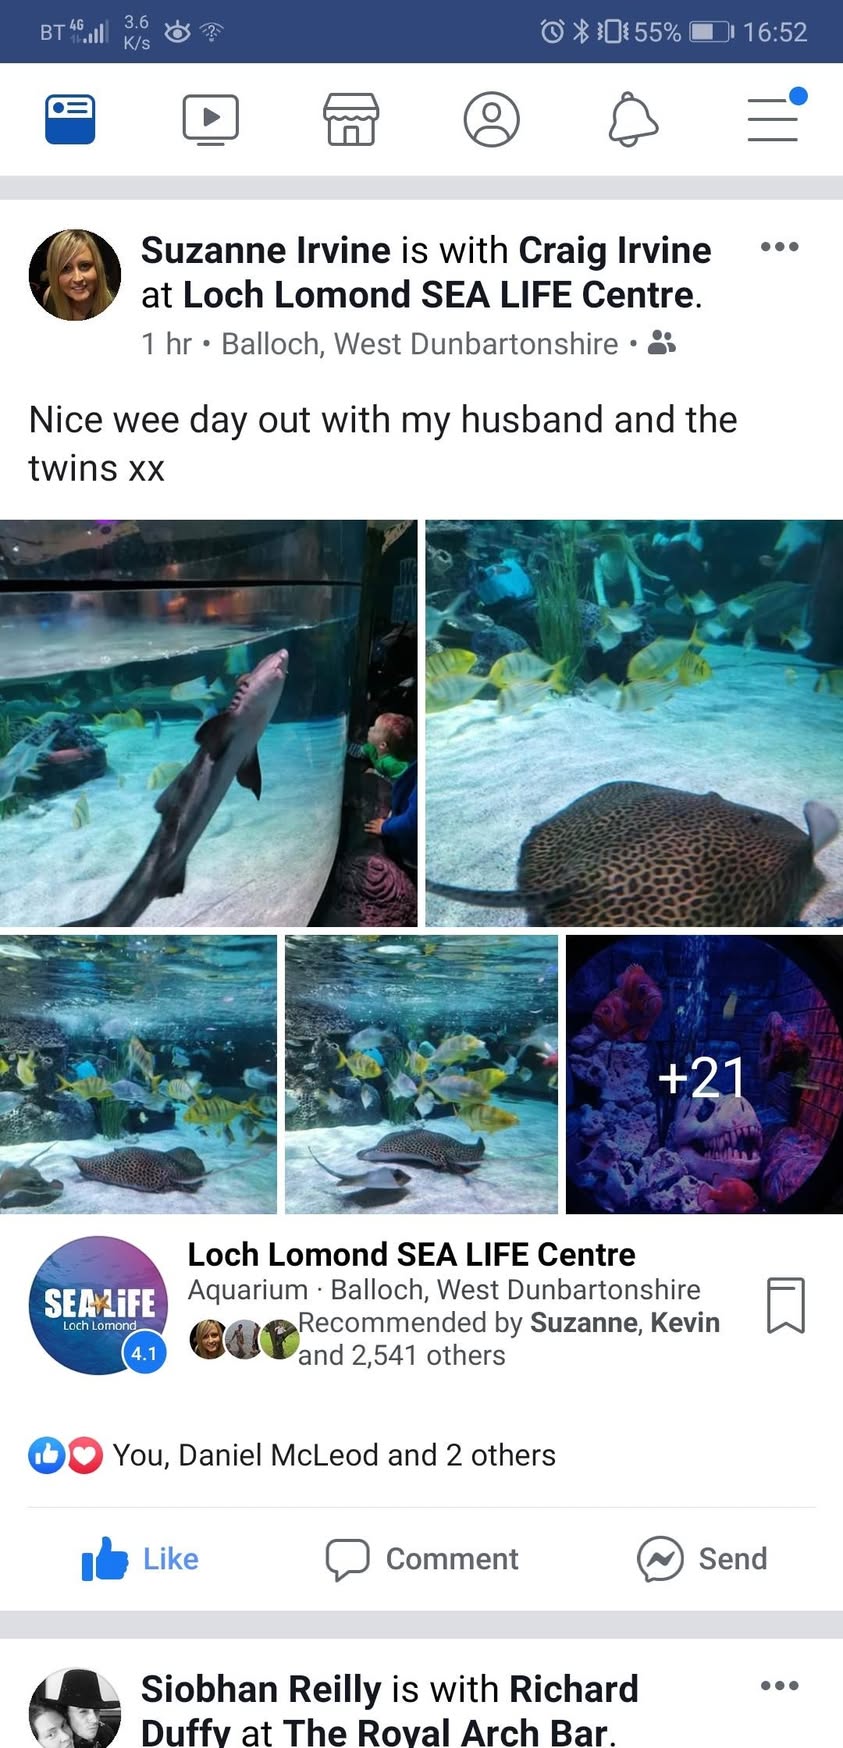 BT 4G 3.6 K/s 55% 16:52
Suzanne Irvine is with Craig Irvine
at Loch Lomond SEA LIFE Centre.
1 hr • Balloch, West Dunbartonshire •
Nice wee day out with my husband and the
twins xx
+21
SEA LiFE
Loch Lomond
4.1
Loch Lomond SEA LIFE Centre
Aquarium · Balloch, West Dunbartonshire
Recommended by Suzanne, Kevin
and 2,541 others
You, Daniel McLeod and 2 others
Like Comment Send
Siobhan Reilly is with Richard
Duffy at The Royal Arch Bar.